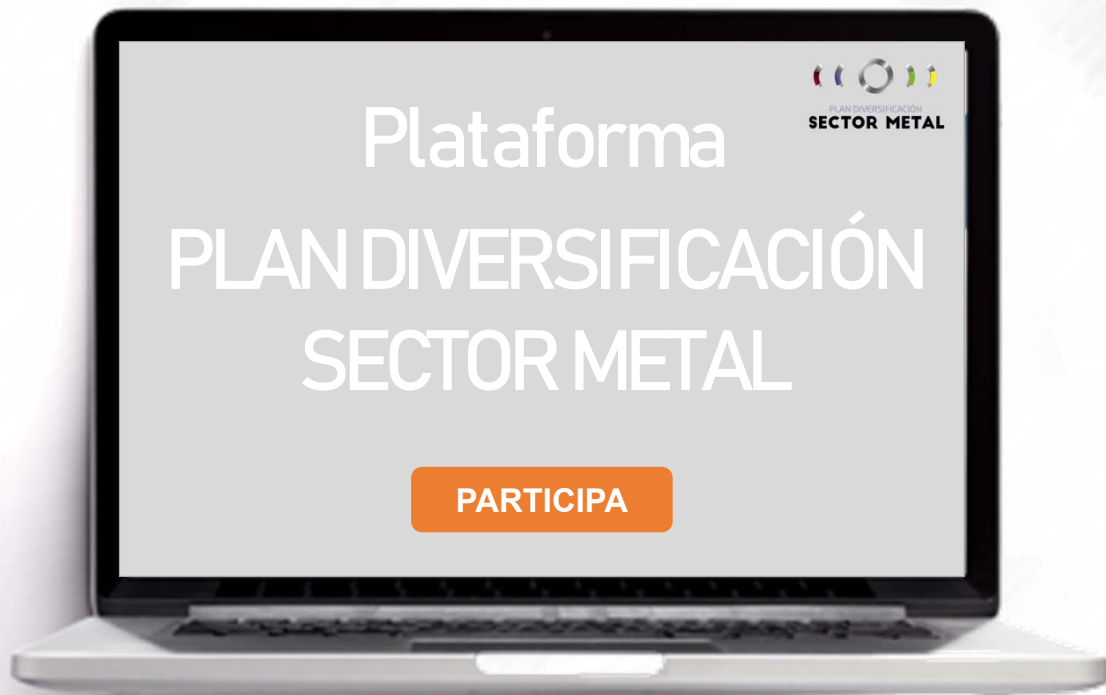 Plataforma
PLAN DIVERSIFICACIÓN
SECTOR METAL
PLAN DIVERSIFICACIÓN
SECTOR METAL
PARTICIPA